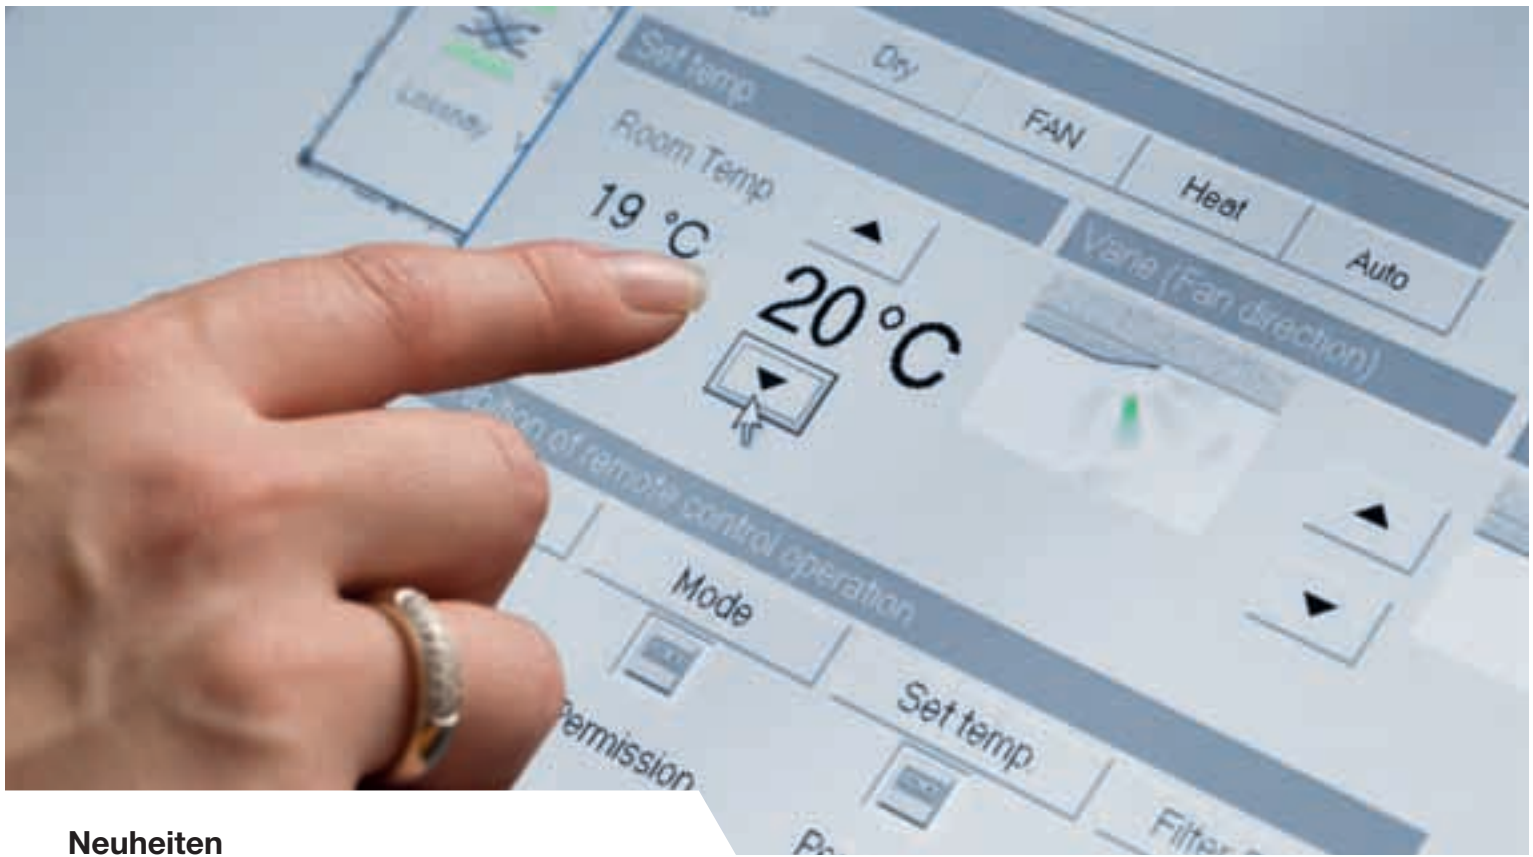 Dry
FAN
Heat
Auto
Set temp
Room Temp
19 °C
20 °C
Vane (Fan direction)
of remote control operation
Mode
Set temp
Permission
Neuheiten